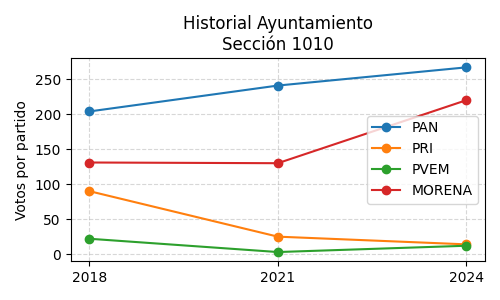 Historial Ayuntamiento
Sección 1010
Votos por partido
250
200
150
100
50
0
2018
2021
2024
PAN
PRI
PVEM
MORENA